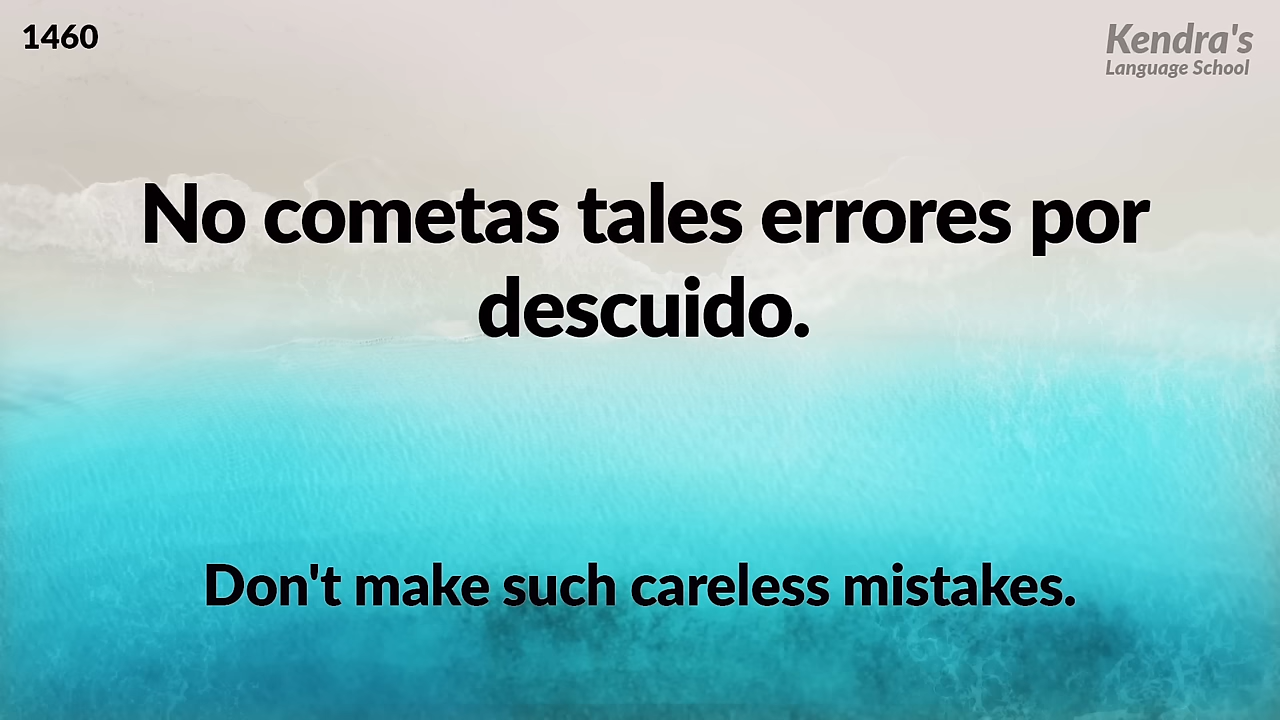 1460
Kendra's
Language School
No cometas tales errores por
descuido.
Don't make such careless mistakes.